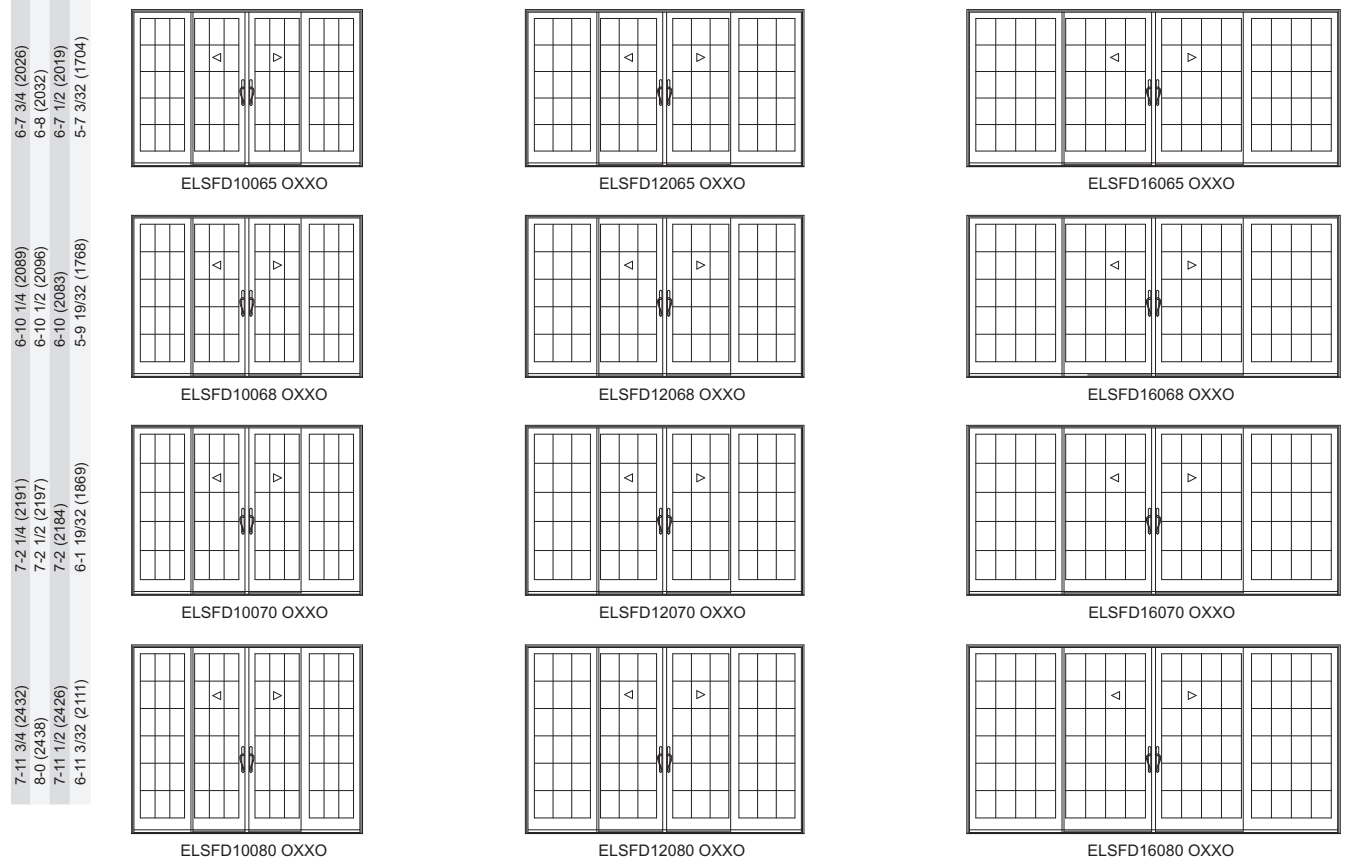 6-7 3/4 (2026)
6-8 (2032)
6-7 1/2 (2019)
5-7 3/32 (1704)
ELSFD10065 OXXO
ELSFD12065 OXXO
ELSFD16065 OXXO
6-10 1/4 (2089)
6-10 1/2 (2096)
6-10 (2083)
5-9 19/32 (1768)
ELSFD10068 OXXO
ELSFD12068 OXXO
ELSFD16068 OXXO
7-2 1/4 (2191)
7-2 1/2 (2197)
7-2 (2184)
6-1 19/32 (1869)
ELSFD10070 OXXO
ELSFD12070 OXXO
ELSFD16070 OXXO
7-11 3/4 (2432)
8-0 (2438)
7-11 1/2 (2426)
6-11 3/32 (2111)
ELSFD10080 OXXO
ELSFD12080 OXXO
ELSFD16080 OXXO